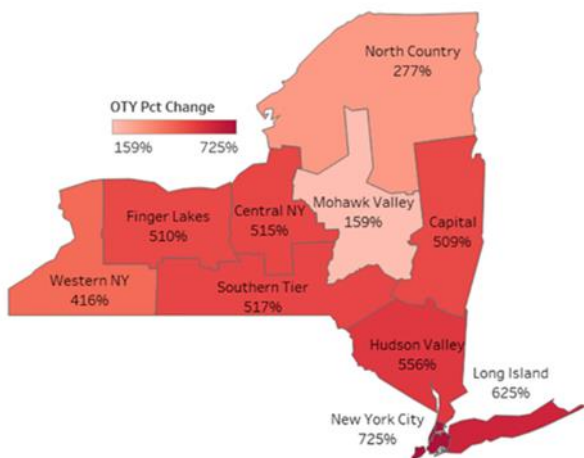 North Country
277%
OTY Pct Change
159% 725%
Mohawk Valley
159%
Finger Lakes
510%
Central NY
515%
Capital
509%
Western NY
416%
Southern Tier
517%
Hudson Valley
556%
Long Island
625%
New York City
725%